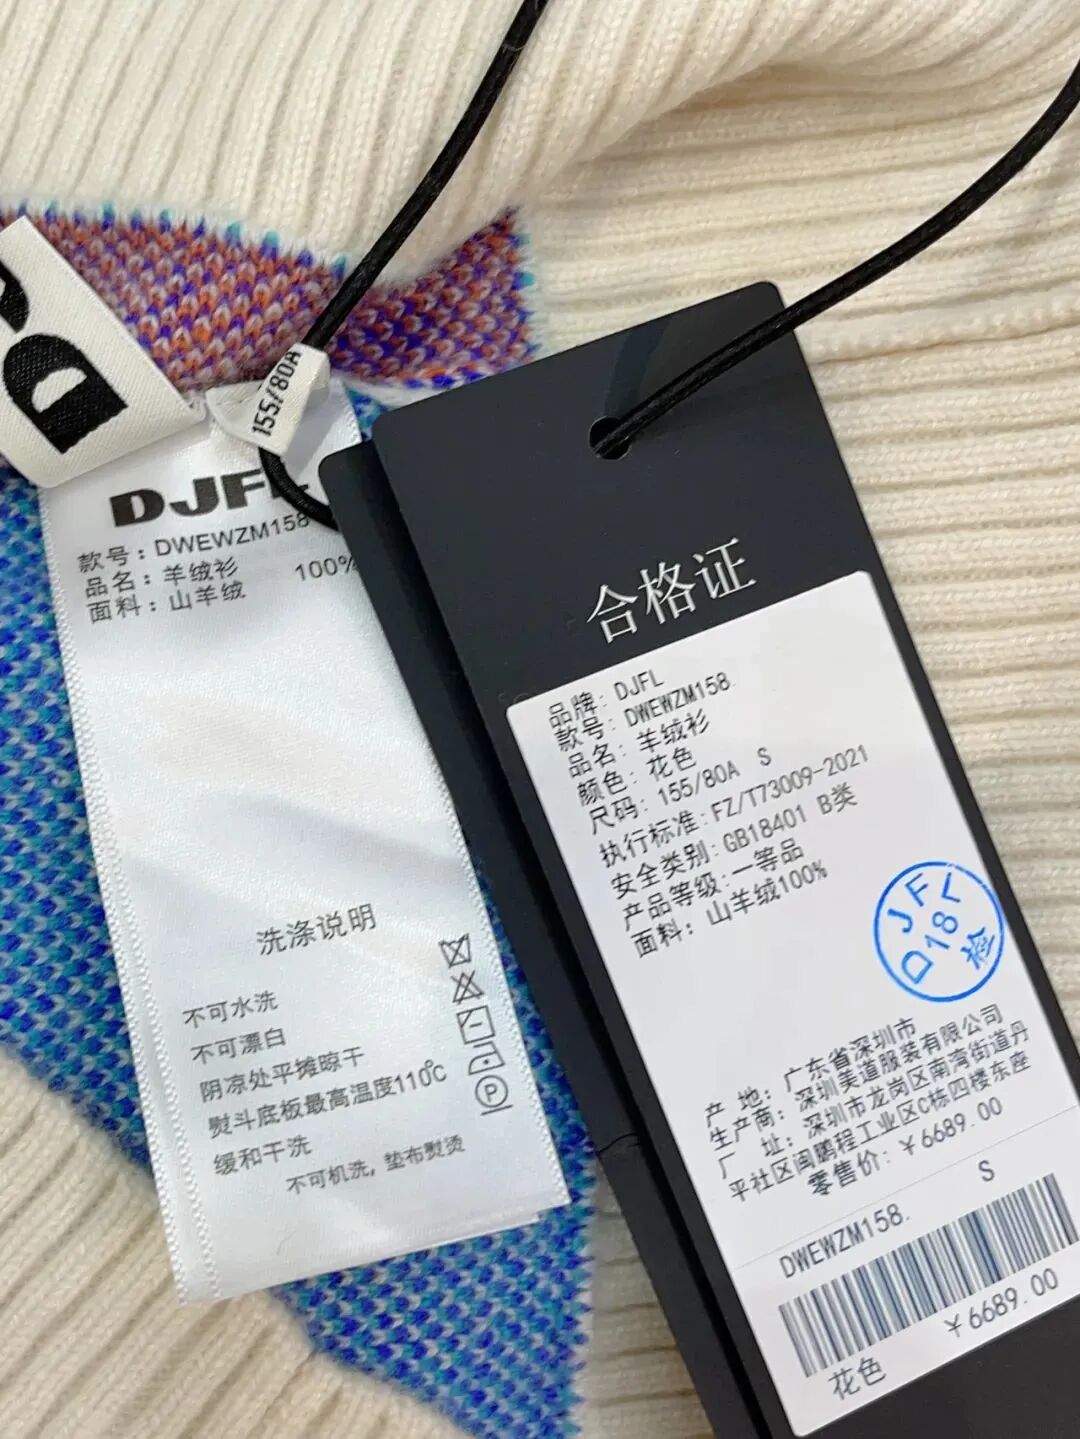 155/80A
DJFL
款号：DWEWZM158
品名：羊绒衫
面料：山羊绒 100%
洗涤说明
不可水洗
不可漂白
阴凉处平摊晾干
熨斗底板最高温度110℃
缓和干洗
不可机洗，垫布熨烫
P
合格证
品牌：DJFL
款号：DWEWZM158
品名：羊绒衫
颜色：花色
尺码：155/80A S
执行标准：FZ/T73009-2021
安全类别：GB18401 B类
产品等级：一等品
面料：山羊绒100%
DJFL
18
检
产 地：广东省深圳市
生产商：深圳美道服装有限公司
厂 址：深圳市龙岗区南湾街道丹
平社区闽鹏程工业区C栋四楼东座
零售价：￥6689.00
S
DWEWZM158.
￥6689.00
花色